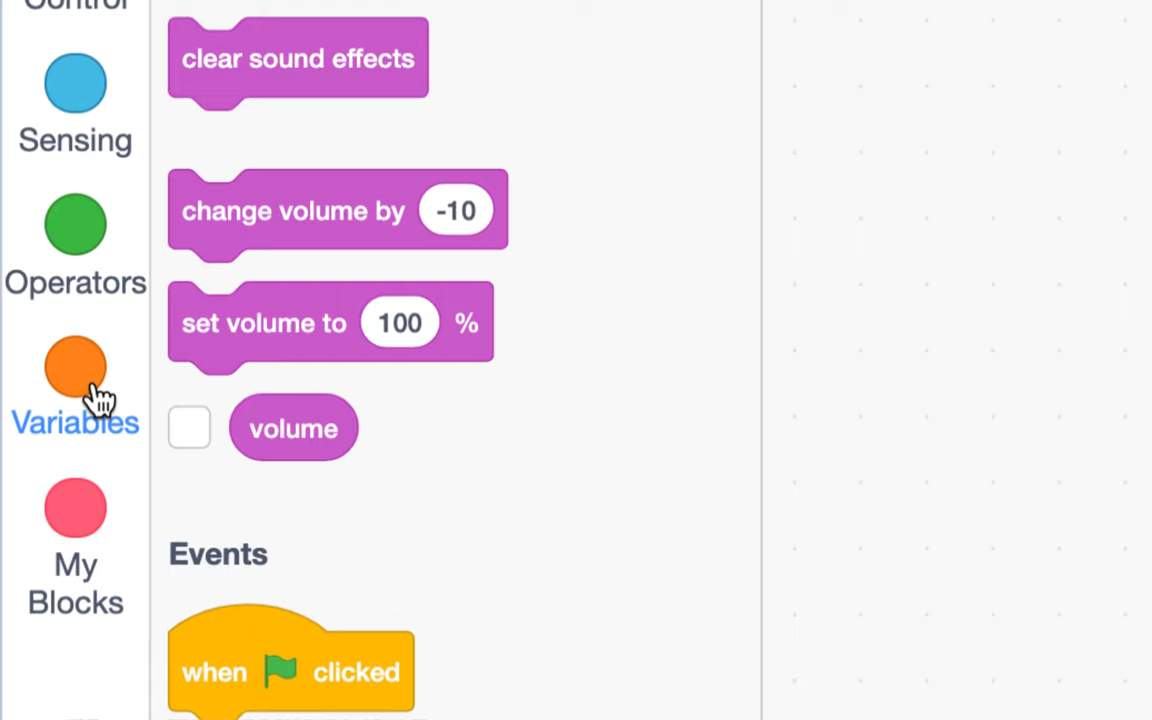 Control
Sensing
Operators
Variables
My
Blocks
clear sound effects
change volume by -10
set volume to 100 %
volume
Events
when clicked